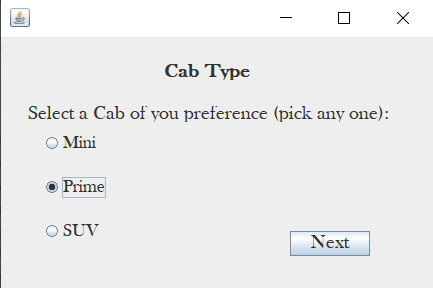 Cab Type
Select a Cab of you preference (pick any one):
Mini
Prime
SUV
Next